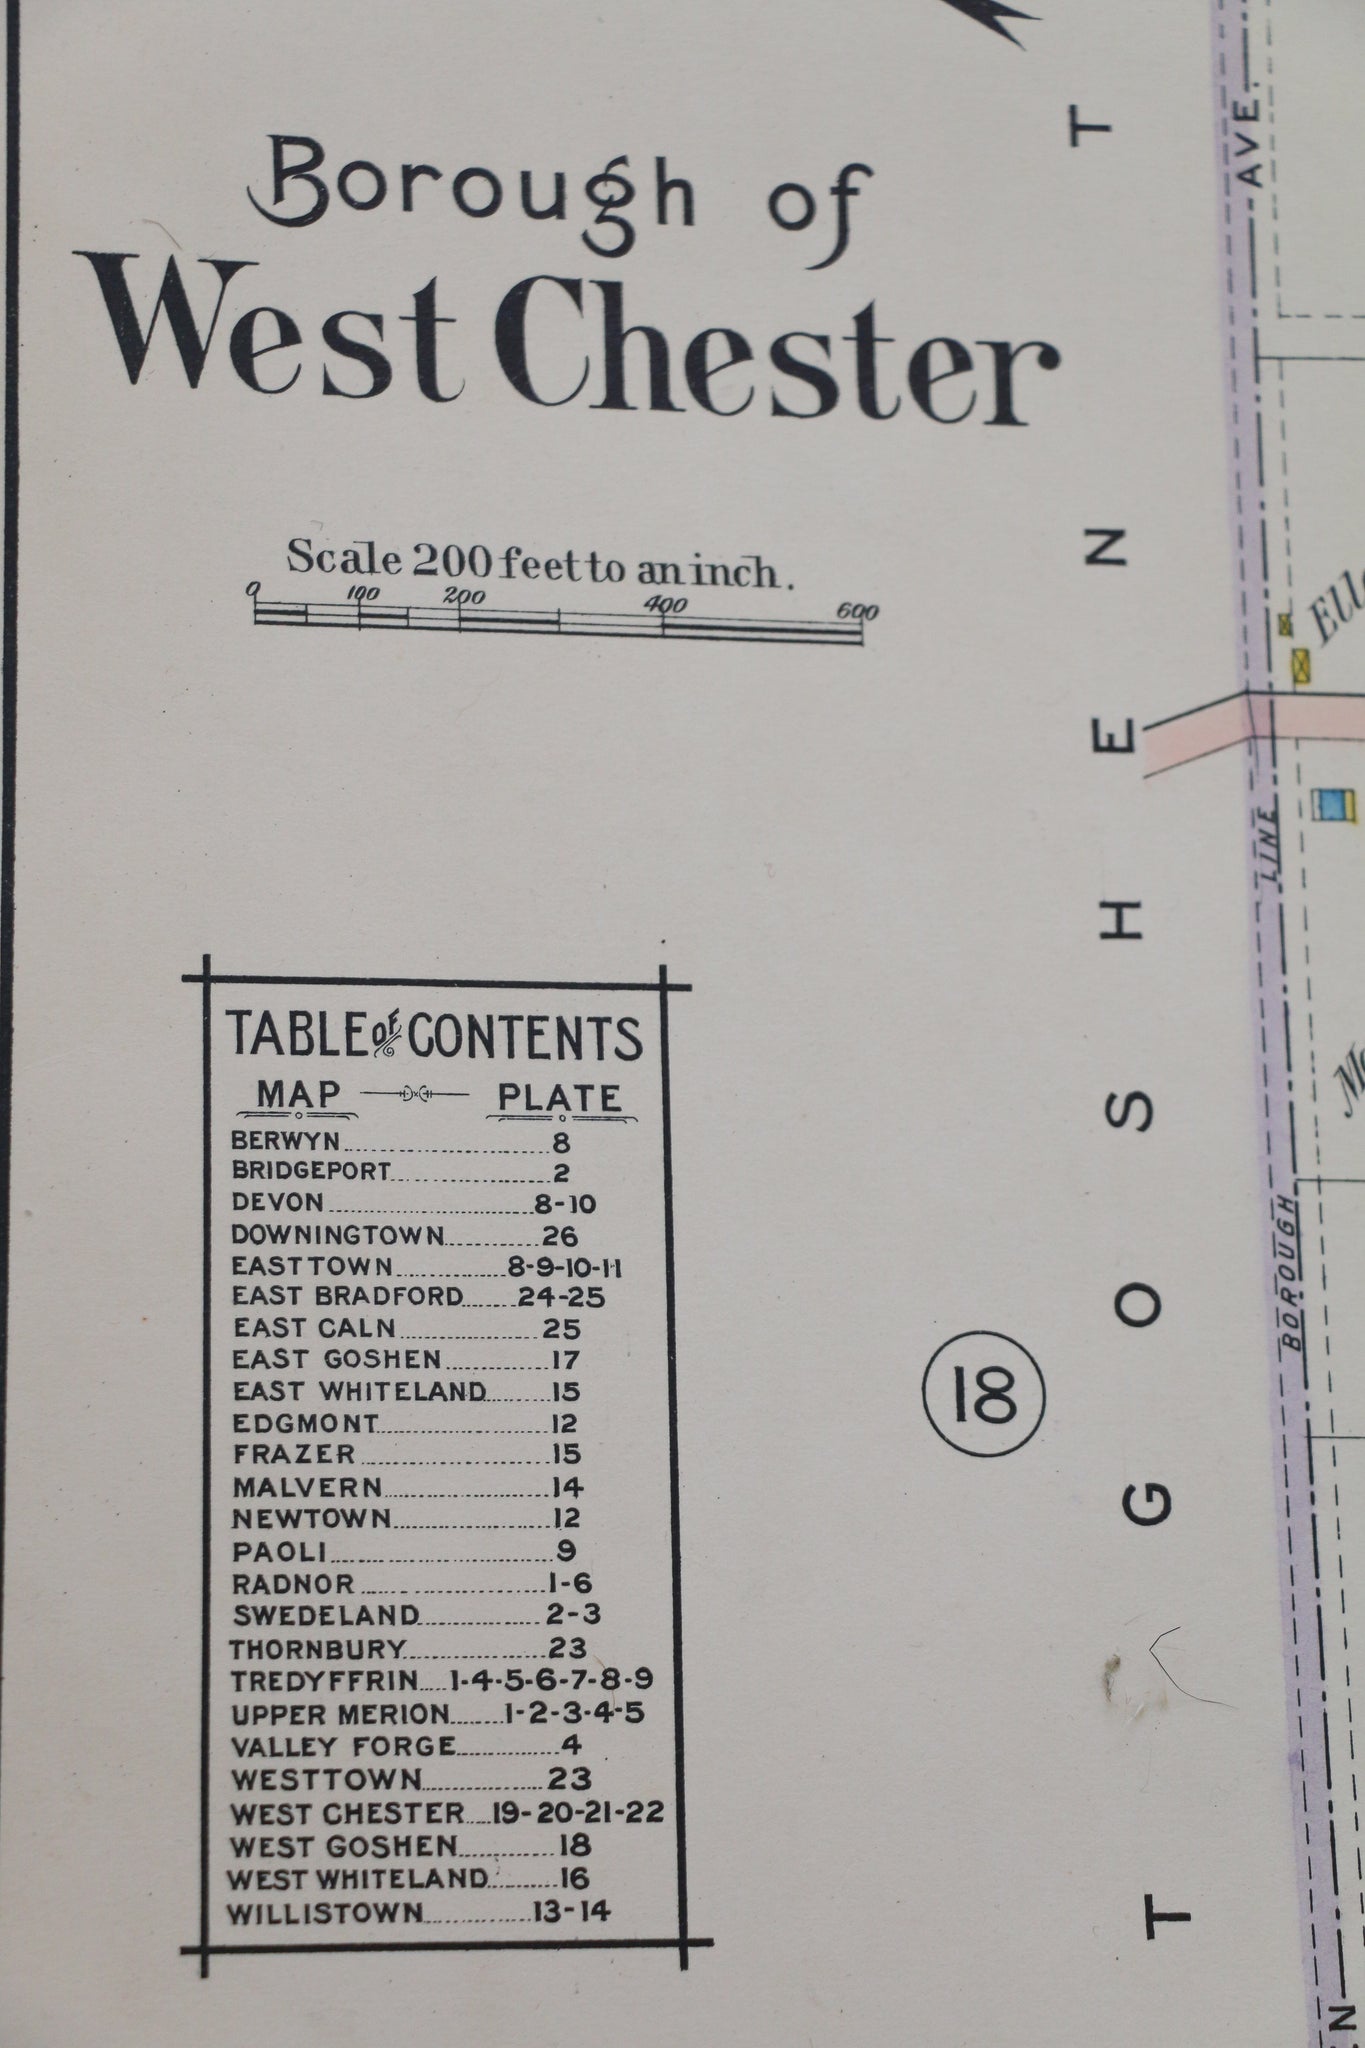 Borough of
West Chester
Scale 200 feet to an inch.
0 100 200 400 600
TABLE of CONTENTS
MAP PLATE
BERWYN 8
BRIDGEPORT 2
DEVON 8-10
DOWNINGTOWN 26
EASTTOWN 8-9-10-11
EAST BRADFORD 24-25
EAST CALN 25
EAST GOSHEN 17
EAST WHITELAND 15
EDGMONT 12
FRAZER 15
MALVERN 14
NEWTOWN 12
PAOLI 9
RADNOR 1-6
SWEDELAND 2-3
THORNBURY 23
TREDYFFRIN 1-4-5-6-7-8-9
UPPER MERION 1-2-3-4-5
VALLEY FORGE 4
WESTTOWN 23
WEST CHESTER 19-20-21-22
WEST GOSHEN 18
WEST WHITELAND 16
WILLISTOWN 13-14
18
T GOSHEN T
BOROUGH LINE
AVE.